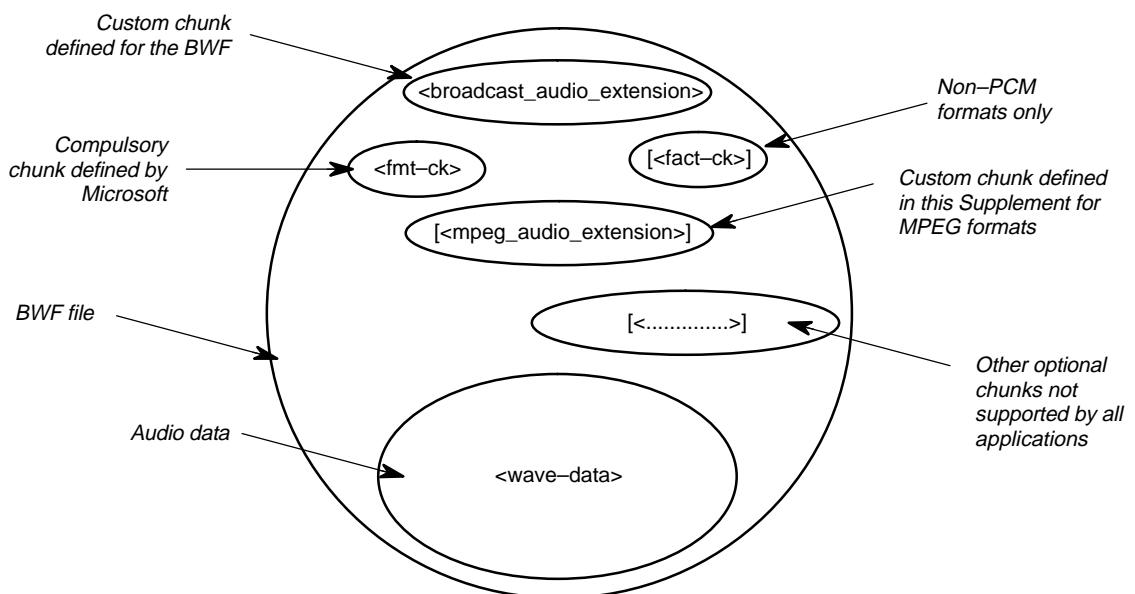 Custom chunk
defined for the BWF
<broadcast_audio_extension>
Non–PCM
formats only
Compulsory
chunk defined by
Microsoft
<fmt–ck>
[<fact–ck>]
Custom chunk defined
in this Supplement for
MPEG formats
[<mpeg_audio_extension>]
BWF file
[<..............>]
Other optional
chunks not
supported by all
applications
Audio data
<wave–data>